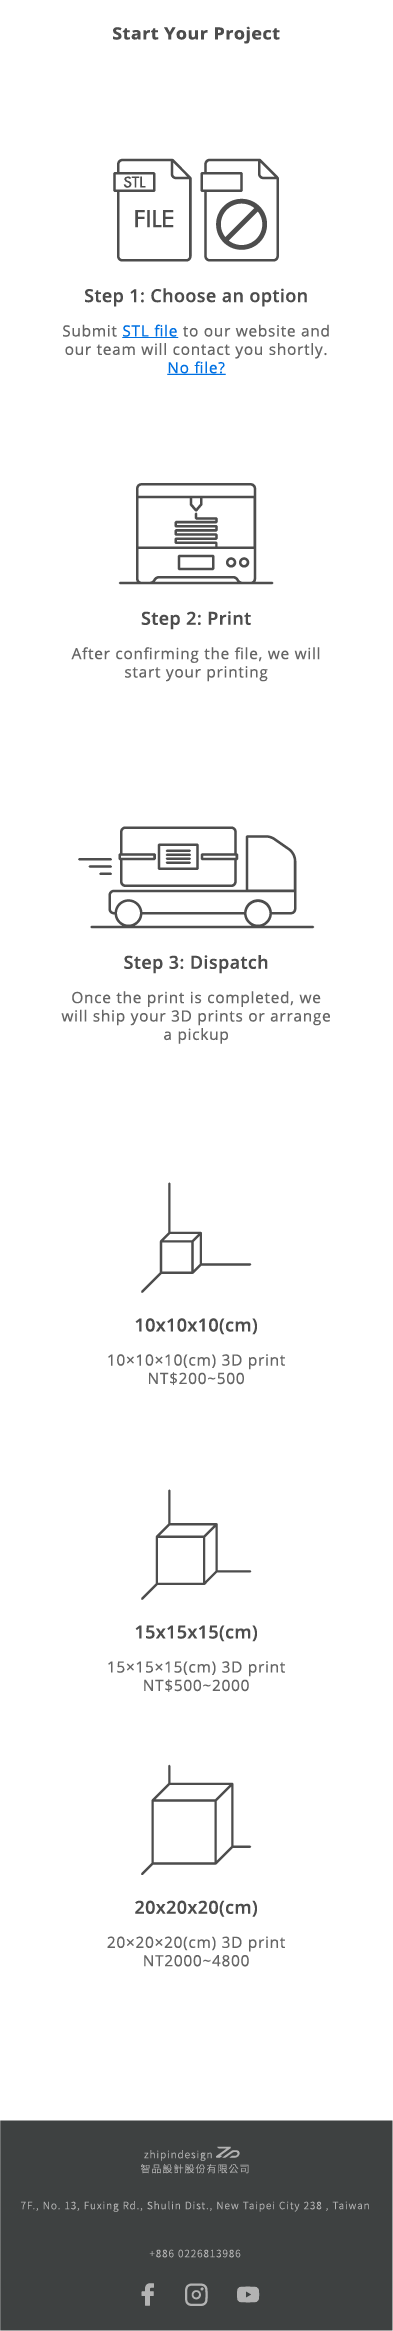 Start Your Project
STL
FILE
Step 1: Choose an option
Submit STL file to our website and
our team will contact you shortly.
No file?
Step 2: Print
After confirming the file, we will
start your printing
Step 3: Dispatch
Once the print is completed, we
will ship your 3D prints or arrange
a pickup
10x10x10(cm)
10×10×10(cm) 3D print
NT$200~500
15x15x15(cm)
15×15×15(cm) 3D print
NT$500~2000
20x20x20(cm)
20×20×20(cm) 3D print
NT2000~4800
zhipindesign
智品設計股份有限公司
7F., No. 13, Fuxing Rd., Shulin Dist., New Taipei City 238 , Taiwan
+886 0226813986